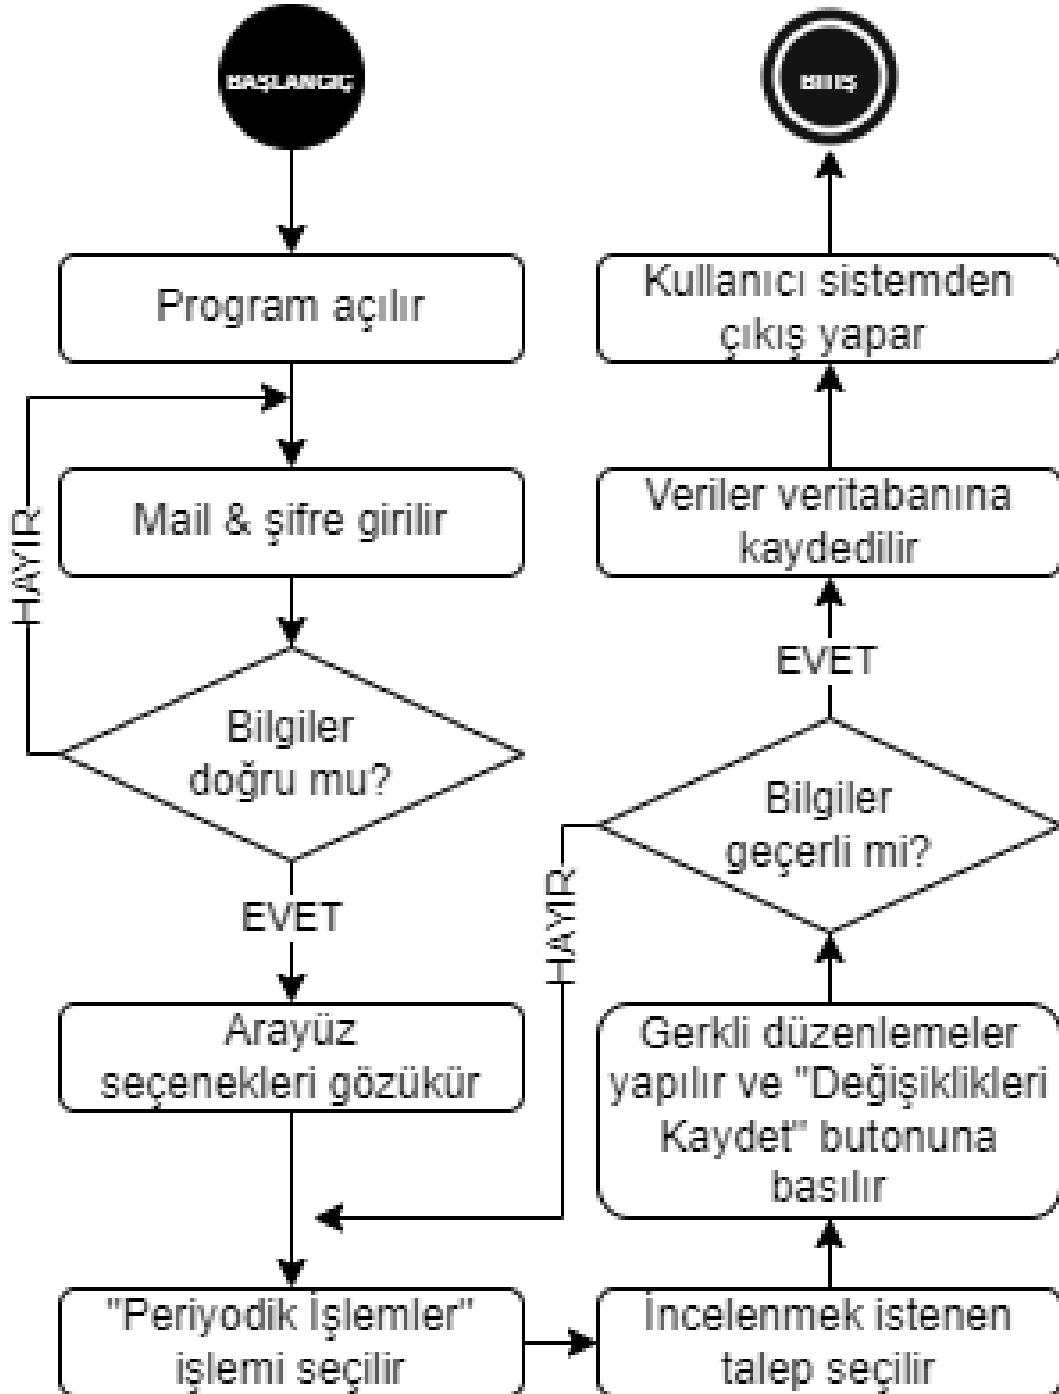 BAŞLANGIÇ
Program açılır
Mail & şifre girilir
HAYIR
Bilgiler
doğru mu?
EVET
Arayüz
seçenekleri gözükür
"Periyodik İşlemler"
işlemi seçilir
İncelenmek istenen
talep seçilir
Gerkli düzenlemeler
yapılır ve "Değişiklikleri
Kaydet" butonuna
basılır
Bilgiler
geçerli mi?
HAYIR
EVET
Veriler veritabanına
kaydedilir
Kullanıcı sistemden
çıkış yapar
BİTİŞ